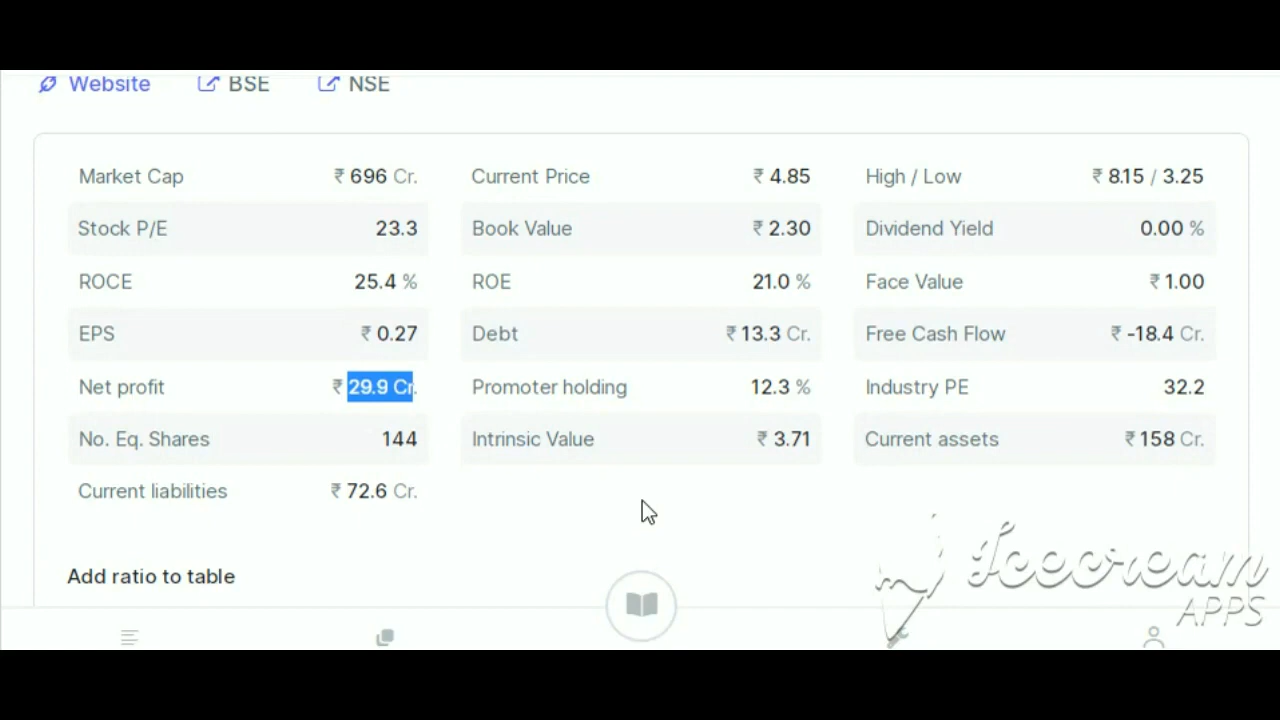 Website BSE NSE
Market Cap ₹ 696 Cr. Current Price ₹ 4.85 High / Low ₹ 8.15 / 3.25
Stock P/E 23.3 Book Value ₹ 2.30 Dividend Yield 0.00 %
ROCE 25.4 % ROE 21.0 % Face Value ₹ 1.00
EPS ₹ 0.27 Debt ₹ 13.3 Cr. Free Cash Flow ₹ -18.4 Cr.
Net profit ₹ 29.9 Cr. Promoter holding 12.3 % Industry PE 32.2
No. Eq. Shares 144 Intrinsic Value ₹ 3.71 Current assets ₹ 158 Cr.
Current liabilities ₹ 72.6 Cr.
Add ratio to table
Icecream
APPS